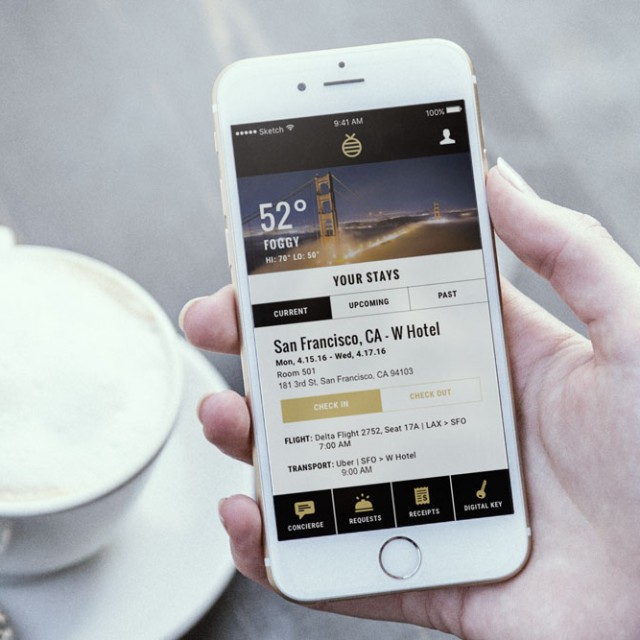 Sketch 9:41 AM 100%
52°
FOGGY
HI: 70° LO: 50°
YOUR STAYS
CURRENT UPCOMING PAST
San Francisco, CA - W Hotel
Mon, 4.15.16 - Wed, 4.17.16
Room 501
181 3rd St, San Francisco, CA 94103
CHECK IN CHECK OUT
FLIGHT: Delta Flight 2752, Seat 17A | LAX > SFO
7:00 AM
TRANSPORT: Uber | SFO > W Hotel
9:00 AM
CONCIERGE REQUESTS RECEIPTS DIGITAL KEY